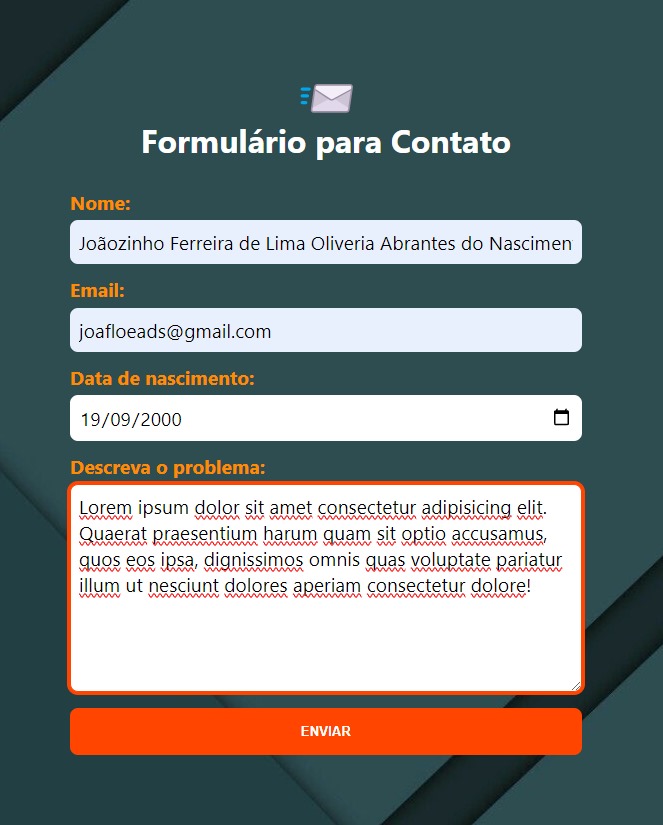 Formulário para Contato
Nome:
Joãozinho Ferreira de Lima Oliveria Abrantes do Nascimen
Email:
joafloeads@gmail.com
Data de nascimento:
19/09/2000
Descreva o problema:
Lorem ipsum dolor sit amet consectetur adipisicing elit.
Quaerat praesentium harum quam sit optio accusamus,
quos eos ipsa, dignissimos omnis quas voluptate pariatur
illum ut nesciunt dolores aperiam consectetur dolore!
ENVIAR